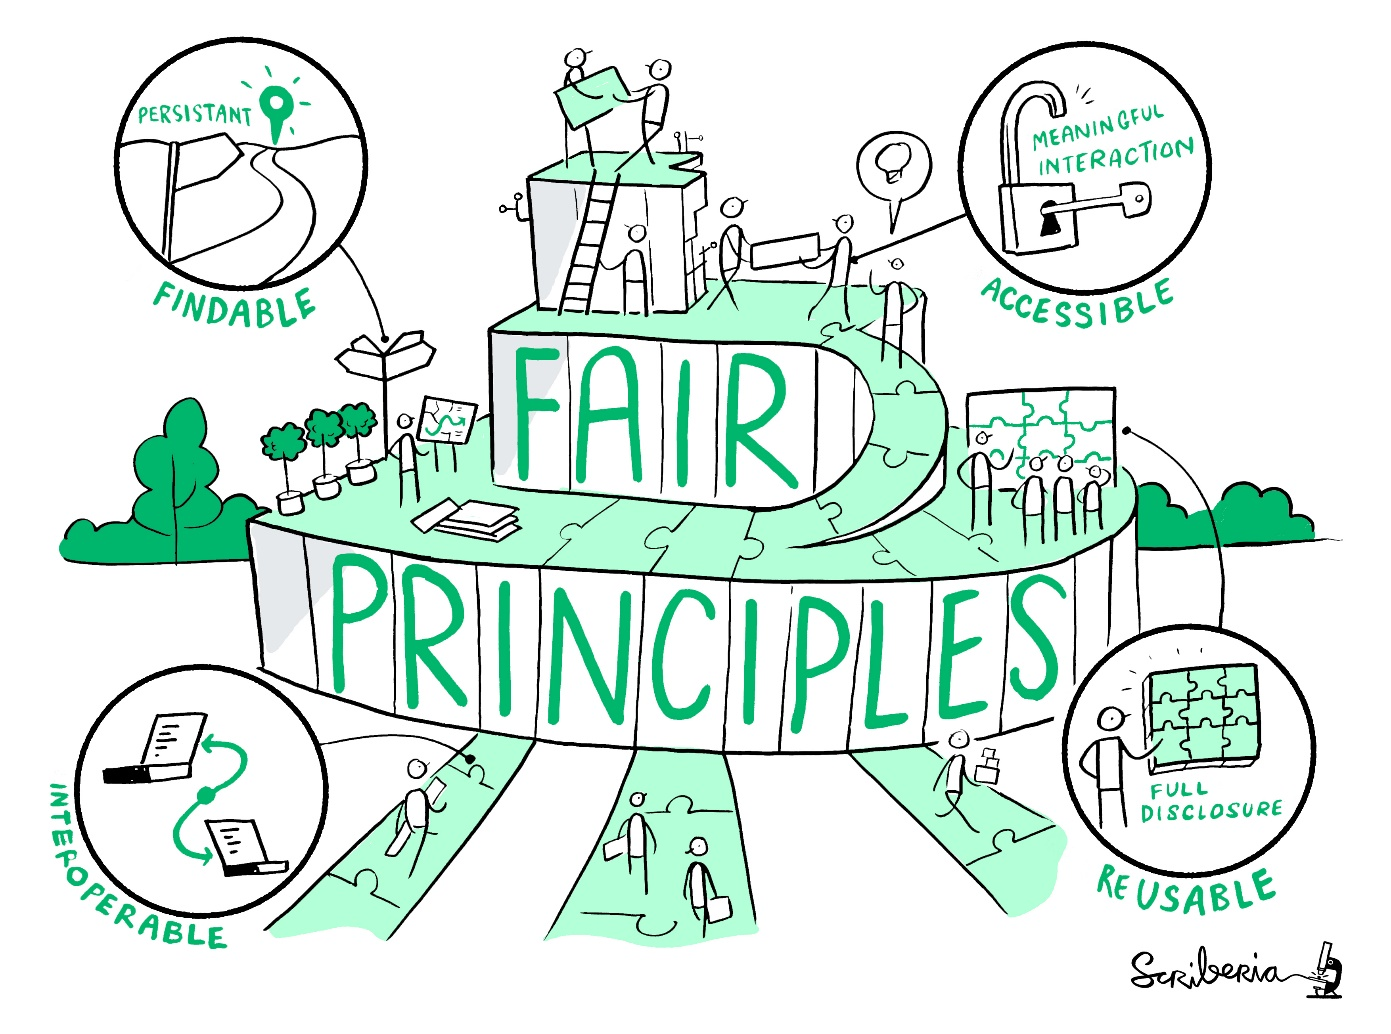 PERSISTANT
FINDABLE
MEANINGFUL
INTERACTION
ACCESSIBLE
FAIR
PRINCIPLES
INTEROPERABLE
FULL
DISCLOSURE
REUSABLE
Scriberia